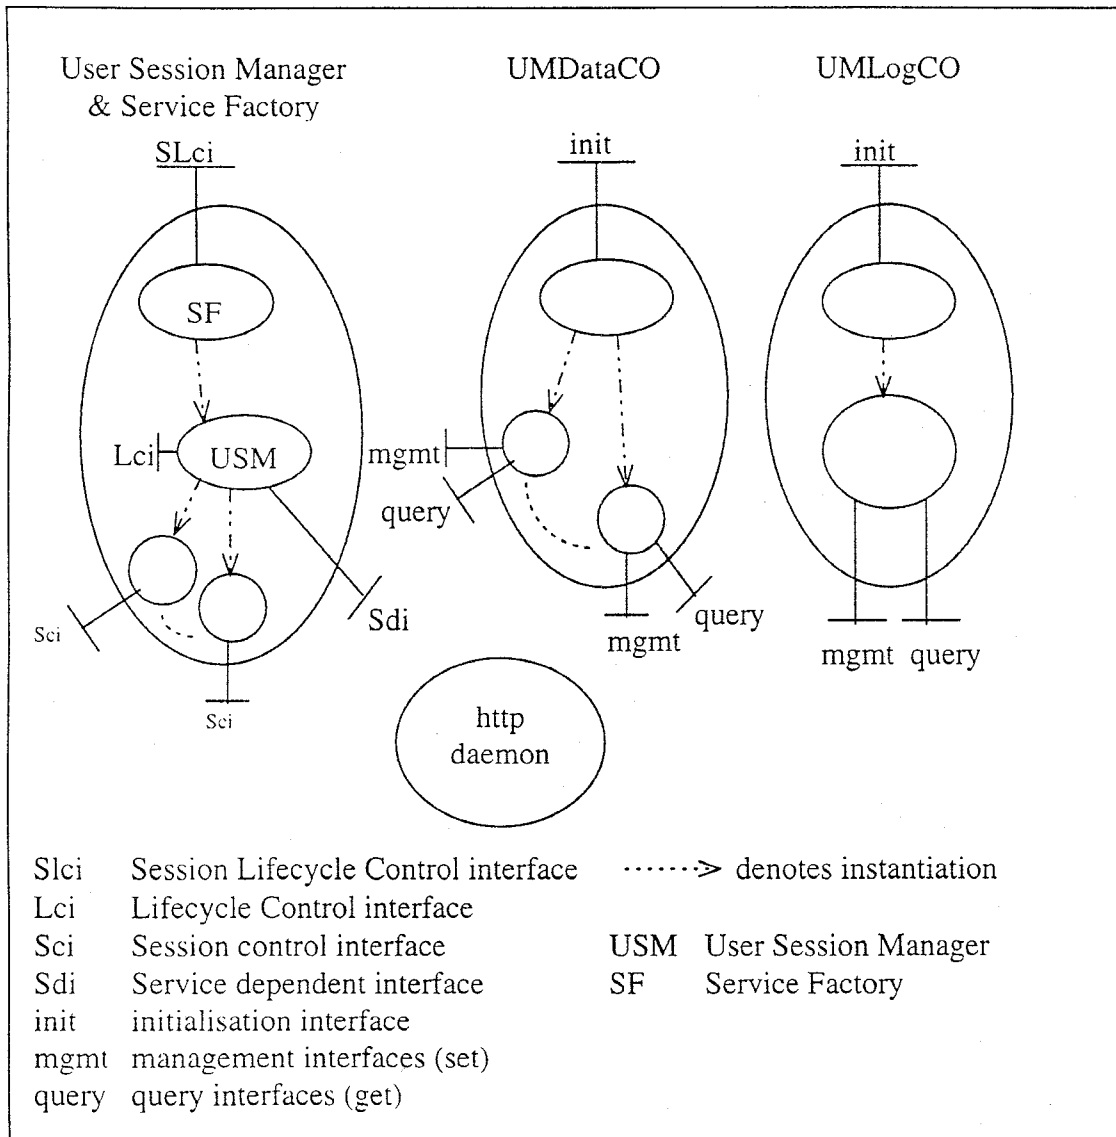 User Session Manager
& Service Factory
UMDataCO
UMLogCO
SLci
init
init
SF
Lci
USM
mgmt
query
Sci
Sdi
Sci
mgmt
query
mgmt query
http
daemon
Slci Session Lifecycle Control interface
Lci Lifecycle Control interface
Sci Session control interface
Sdi Service dependent interface
init initialisation interface
mgmt management interfaces (set)
query query interfaces (get)
denotes instantiation
USM User Session Manager
SF Service Factory